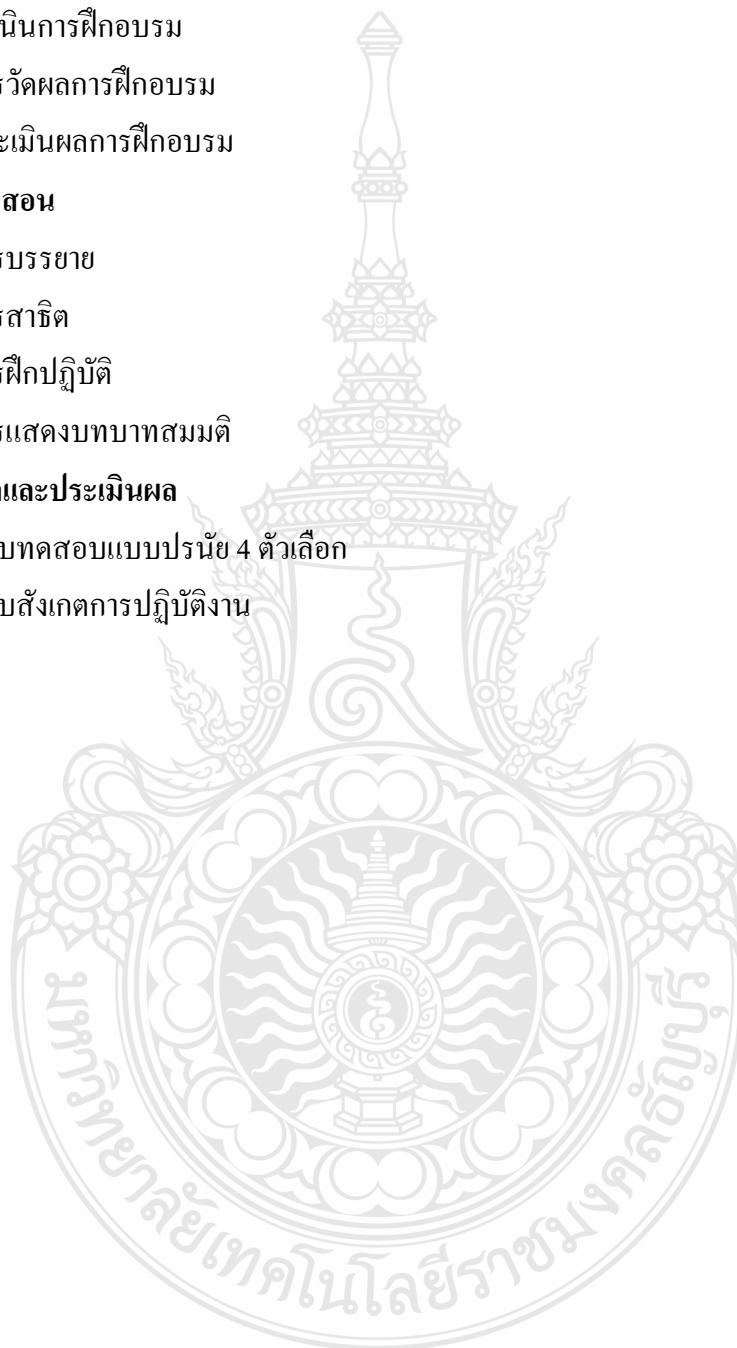 นินการฝึกอบรม
รวัดผลการฝึกอบรม
ะเมินผลการฝึกอบรม
สอน
รบรรยาย
รสาธิต
รฝึกปฏิบัติ
รแสดงบทบาทสมมติ
และประเมินผล
บทดสอบแบบปรนัย 4 ตัวเลือก
บสังเกตการปฏิบัติงาน
มหาวิทยาลัยเทคโนโลยีราชมงคลธัญบุรี